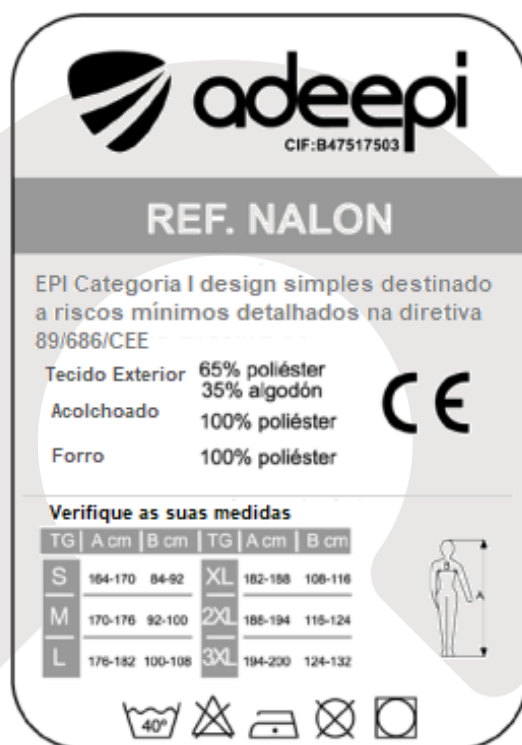 adeepi
CIF:B47517503
REF. NALON
EPI Categoria I design simples destinado
a riscos mínimos detalhados na diretiva
89/686/CEE
Tecido Exterior 65% poliéster
35% algodón
Acolchoado 100% poliéster
Forro 100% poliéster
CE
Verifique as suas medidas
TG A cm B cm TG A cm B cm
S 164-170 84-92 XL 182-188 108-116
M 170-176 92-100 2XL 188-194 116-124
L 176-182 100-108 3XL 194-200 124-132
B
A
40°